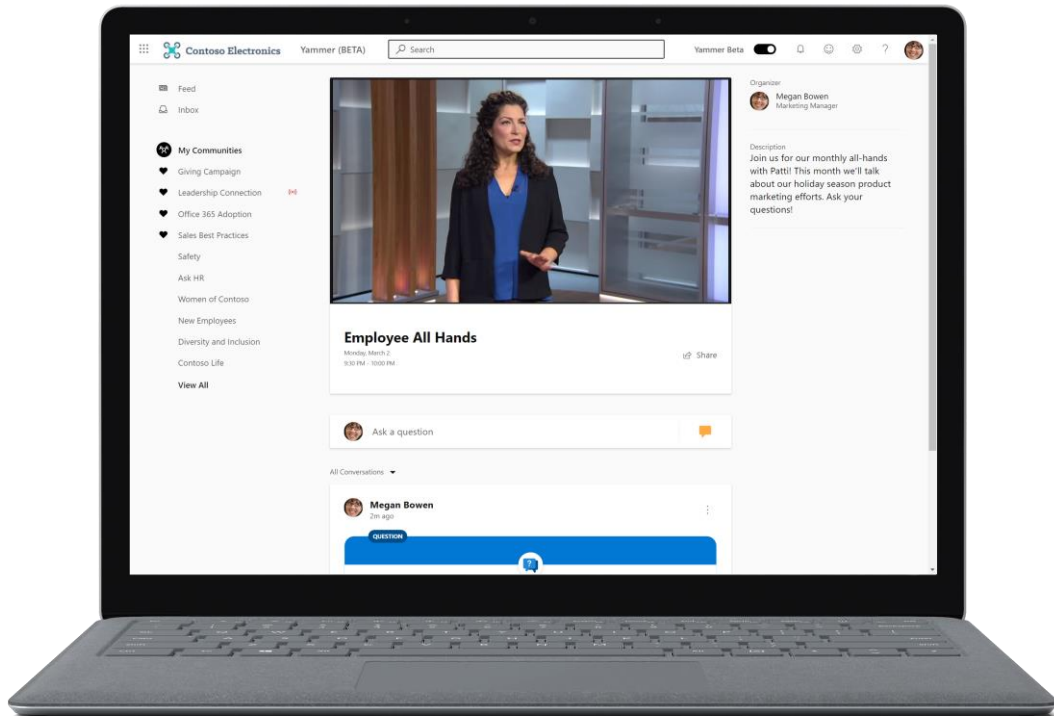 Contoso Electronics
Yammer (BETA)
Search
Yammer Beta
?
Feed
Inbox
My Communities
Giving Campaign
Leadership Connection
Office 365 Adoption
Sales Best Practices
Safety
Ask HR
Women of Contoso
New Employees
Diversity and Inclusion
Contoso Life
View All
Employee All Hands
Monday, March 2
9:30 PM - 10:00 PM
Share
Ask a question
All Conversations
Megan Bowen
2m ago
QUESTION
?
Organizer
Megan Bowen
Marketing Manager
Description
Join us for our monthly all-hands
with Patti! This month we'll talk
about our holiday season product
marketing efforts. Ask your
questions!